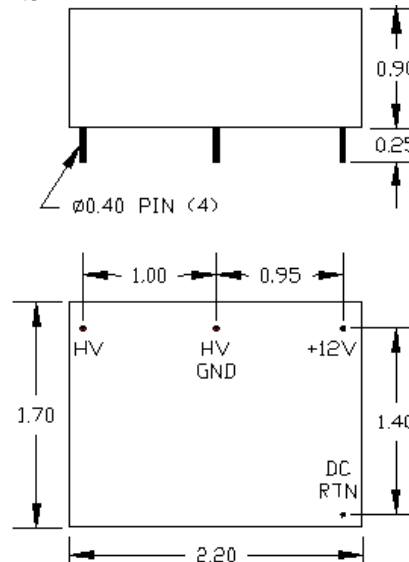 0.90
0.25
Ø0.40 PIN (4)
1.00
0.95
HV
HV
GND
+12V
1.70
1.40
DC
RTN
2.20